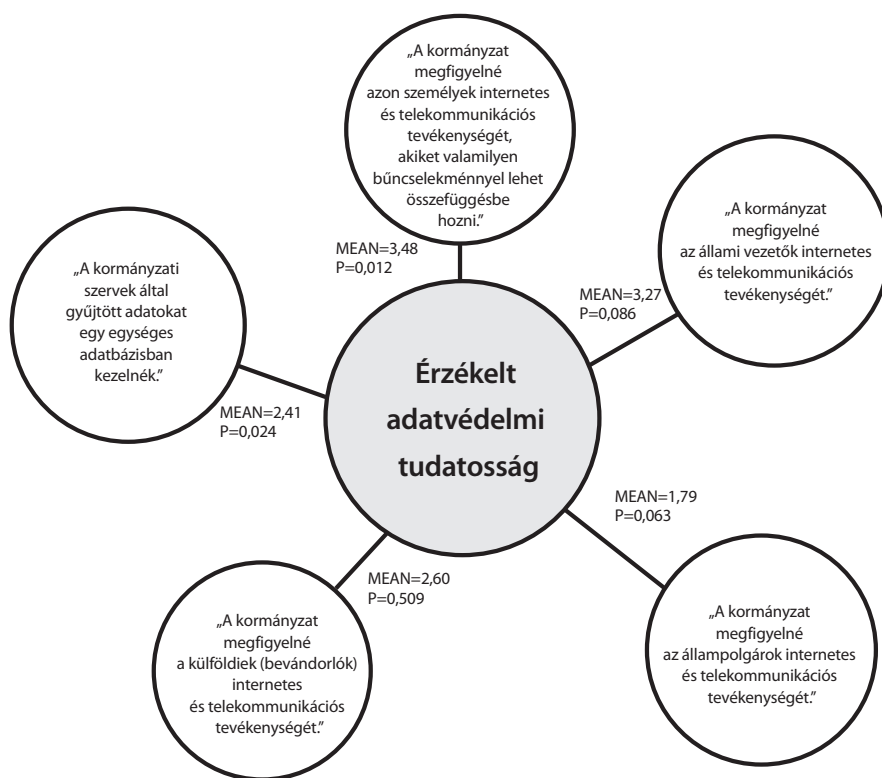 „A kormányzat
megfigyelné
azon személyek internetes
és telekommunikációs
tevékenységét,
akiket valamilyen
bűncselekménnyel lehet
összefüggésbe
hozni.”
MEAN=3,48
P=0,012
„A kormányzat
megfigyelné
az állami vezetők internetes
és telekommunikációs
tevékenységét.”
MEAN=3,27
P=0,086
„A kormányzati
szervek által
gyűjtött adatokat
egy egységes
adatbázisban
kezelnék.”
MEAN=2,41
P=0,024
Érzékelt
adatvédelmi
tudatosság
MEAN=1,79
P=0,063
„A kormányzat
megfigyelné
az állampolgárok internetes
és telekommunikációs
tevékenységét.”
MEAN=2,60
P=0,509
„A kormányzat
megfigyelné
a külföldiek (bevándorlók)
internetes
és telekommunikációs
tevékenységét.”